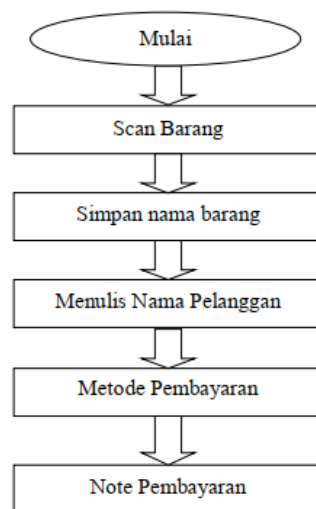 Mulai
Scan Barang
Simpan nama barang
Menulis Nama Pelanggan
Metode Pembayaran
Note Pembayaran